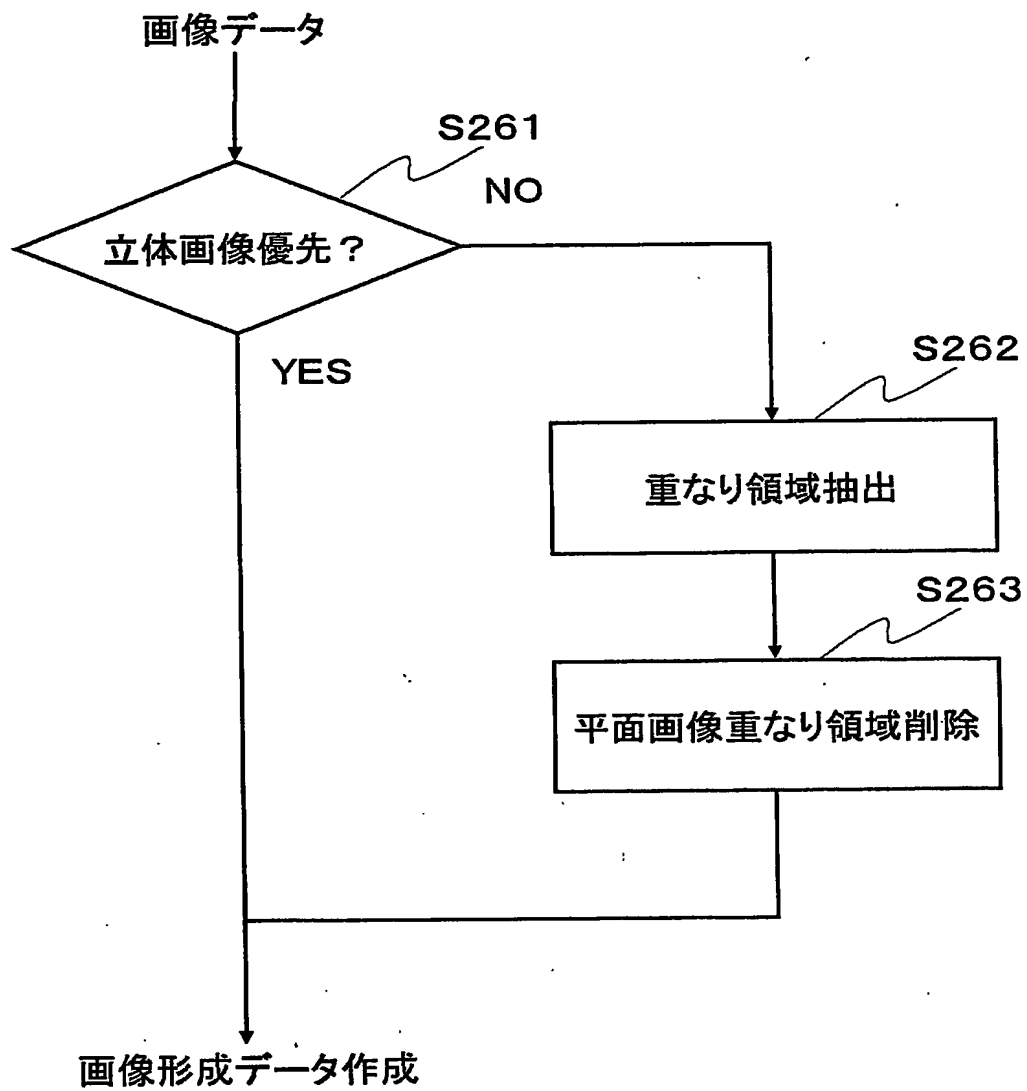 画像データ
S261
NO
立体画像優先？
YES
S262
重なり領域抽出
S263
平面画像重なり領域削除
画像形成データ作成